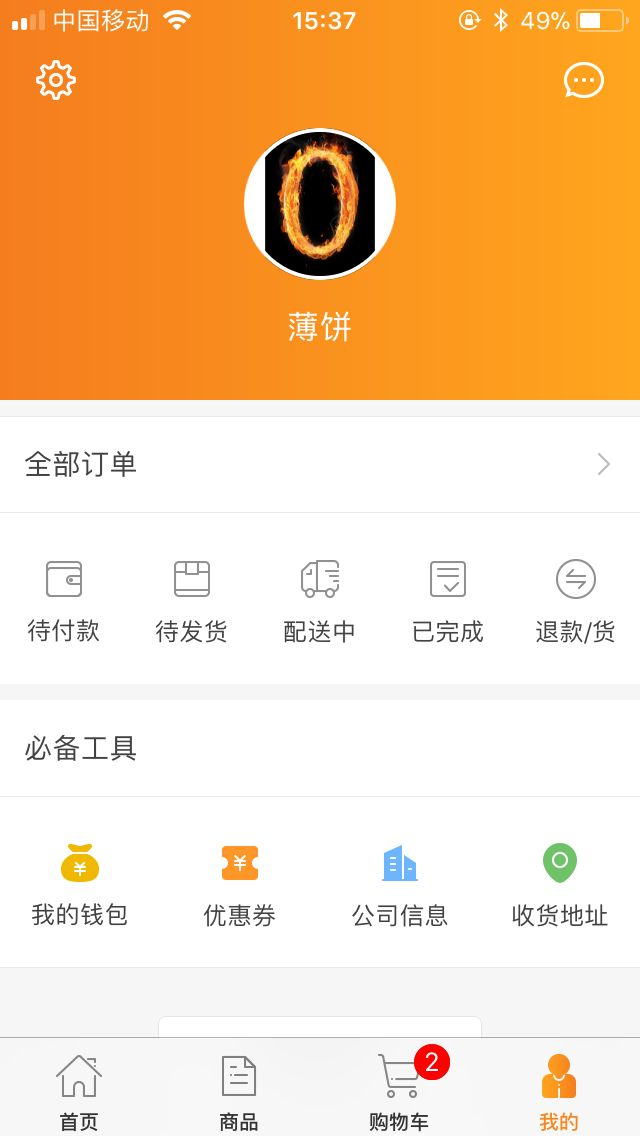 中国移动 15:37 49%
薄饼
全部订单
待付款 待发货 配送中 已完成 退款/货
必备工具
我的钱包 优惠券 公司信息 收货地址
2
首页 商品 购物车 我的